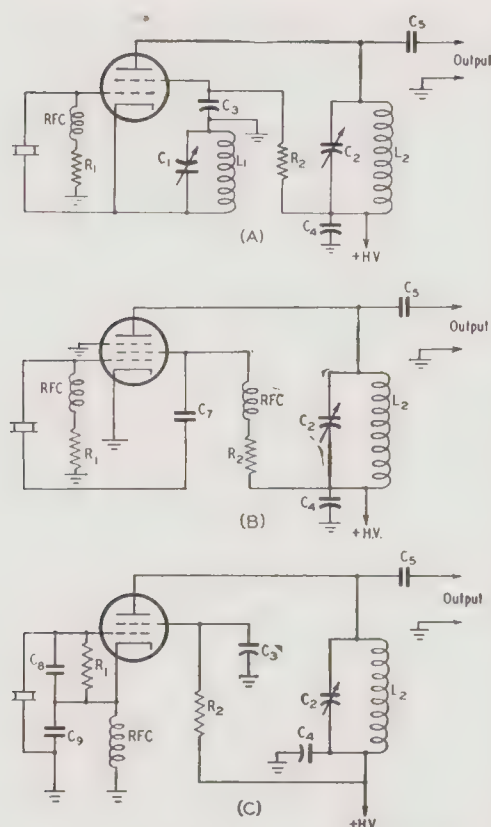 C5
Output
RFC
R1
C3
C1
L1
R2
C2
L2
C4
(A)
+HV
C5
Output
RFC
R1
C7
RFC
R2
C2
L2
C4
(B)
+H.V.
C5
Output
C8
R1
C9
RFC
R2
C3
C2
L2
C4
(C)
+H.V.